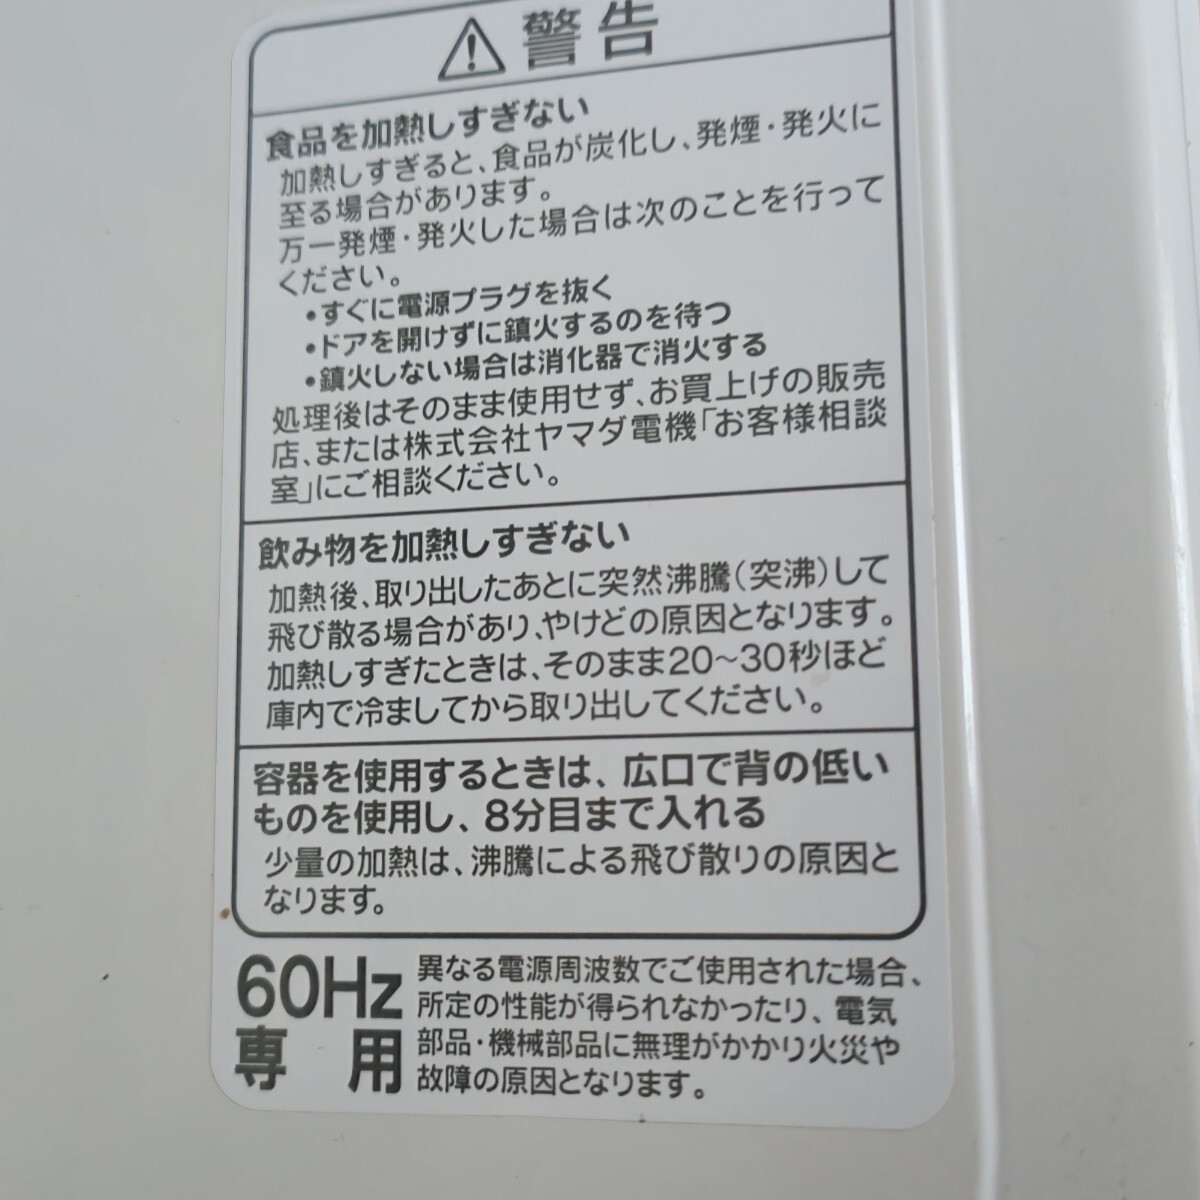 警告
食品を加熱しすぎない
加熱しすぎると、食品が炭化し、発煙・発火に
至る場合があります。
万一発煙・発火した場合は次のことを行って
ください。
・すぐに電源プラグを抜く
・ドアを開けずに鎮火するのを待つ
・鎮火しない場合は消化器で消火する
処理後はそのまま使用せず、お買上げの販売
店、または株式会社ヤマダ電機「お客様相談
室」にご相談ください。
飲み物を加熱しすぎない
加熱後、取り出したあとに突然沸騰(突沸)して
飛び散る場合があり、やけどの原因となります。
加熱しすぎたときは、そのまま20～30秒ほど
庫内で冷ましてから取り出してください。
容器を使用するときは、広口で背の低い
ものを使用し、8分目まで入れる
少量の加熱は、沸騰による飛び散りの原因と
なります。
60Hz
専用
異なる電源周波数でご使用された場合、
所定の性能が得られなかったり、電気
部品・機械部品に無理がかかり火災や
故障の原因となります。